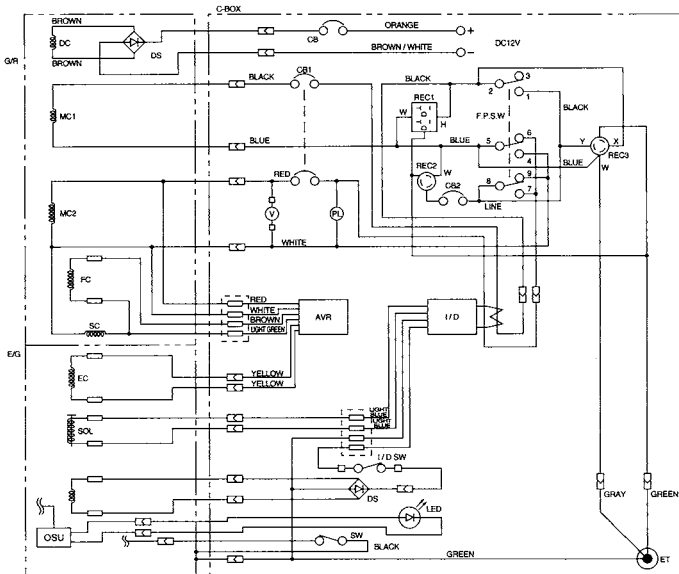 C-BOX
BROWN
DC
DS
BROWN
G/R
CB
ORANGE
+
BROWN / WHITE
−
DC12V
BLACK
CB1
MC1
BLUE
RED
MC2
V
PL
WHITE
BLACK
REC1
W
H
2
3
1
BLACK
F.P.S.W
BLUE
5
6
4
BLUE
REC2
W
CB2
8
9
7
LINE
Y
X
REC3
W
FC
SC
RED
WHITE
BROWN
LIGHT GREEN
AVR
I / D
E/G
EC
YELLOW
YELLOW
SOL
LIGHT BLUE
LIGHT BLUE
I / D SW
DS
LED
OSU
SW
BLACK
GREEN
GRAY
GREEN
ET